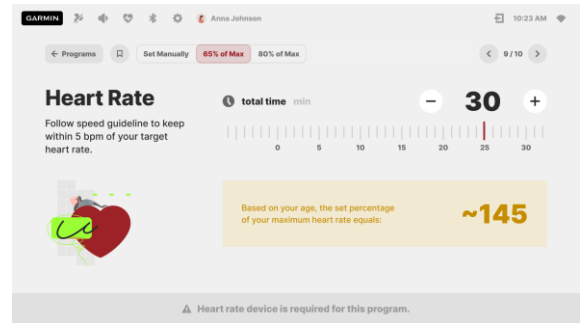 GARMIN Anna Johnson 10:23 AM
← Programs Set Manually 65% of Max 80% of Max < 9/10 >
Heart Rate
Follow speed guideline to keep
within 5 bpm of your target
heart rate.
total time min − 30 +
0 5 10 15 20 25 30
Based on your age, the set percentage
of your maximum heart rate equals:
~145
Heart rate device is required for this program.